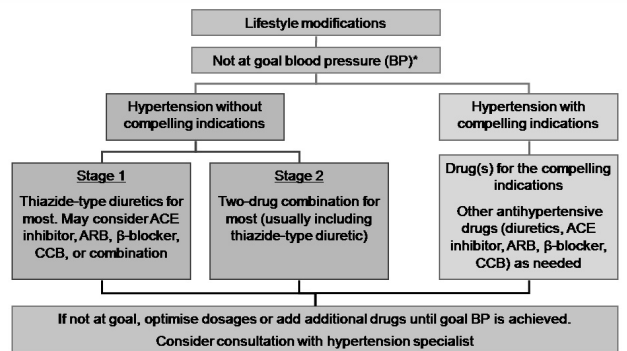 Lifestyle modifications
Not at goal blood pressure (BP)*
Hypertension without
compelling indications
Hypertension with
compelling indications
Stage 1
Thiazide-type diuretics for
most. May consider ACE
inhibitor, ARB, β-blocker,
CCB, or combination
Stage 2
Two-drug combination for
most (usually including
thiazide-type diuretic)
Drug(s) for the compelling
indications
Other antihypertensive
drugs (diuretics, ACE
inhibitor, ARB, β-blocker,
CCB) as needed
If not at goal, optimise dosages or add additional drugs until goal BP is achieved.
Consider consultation with hypertension specialist